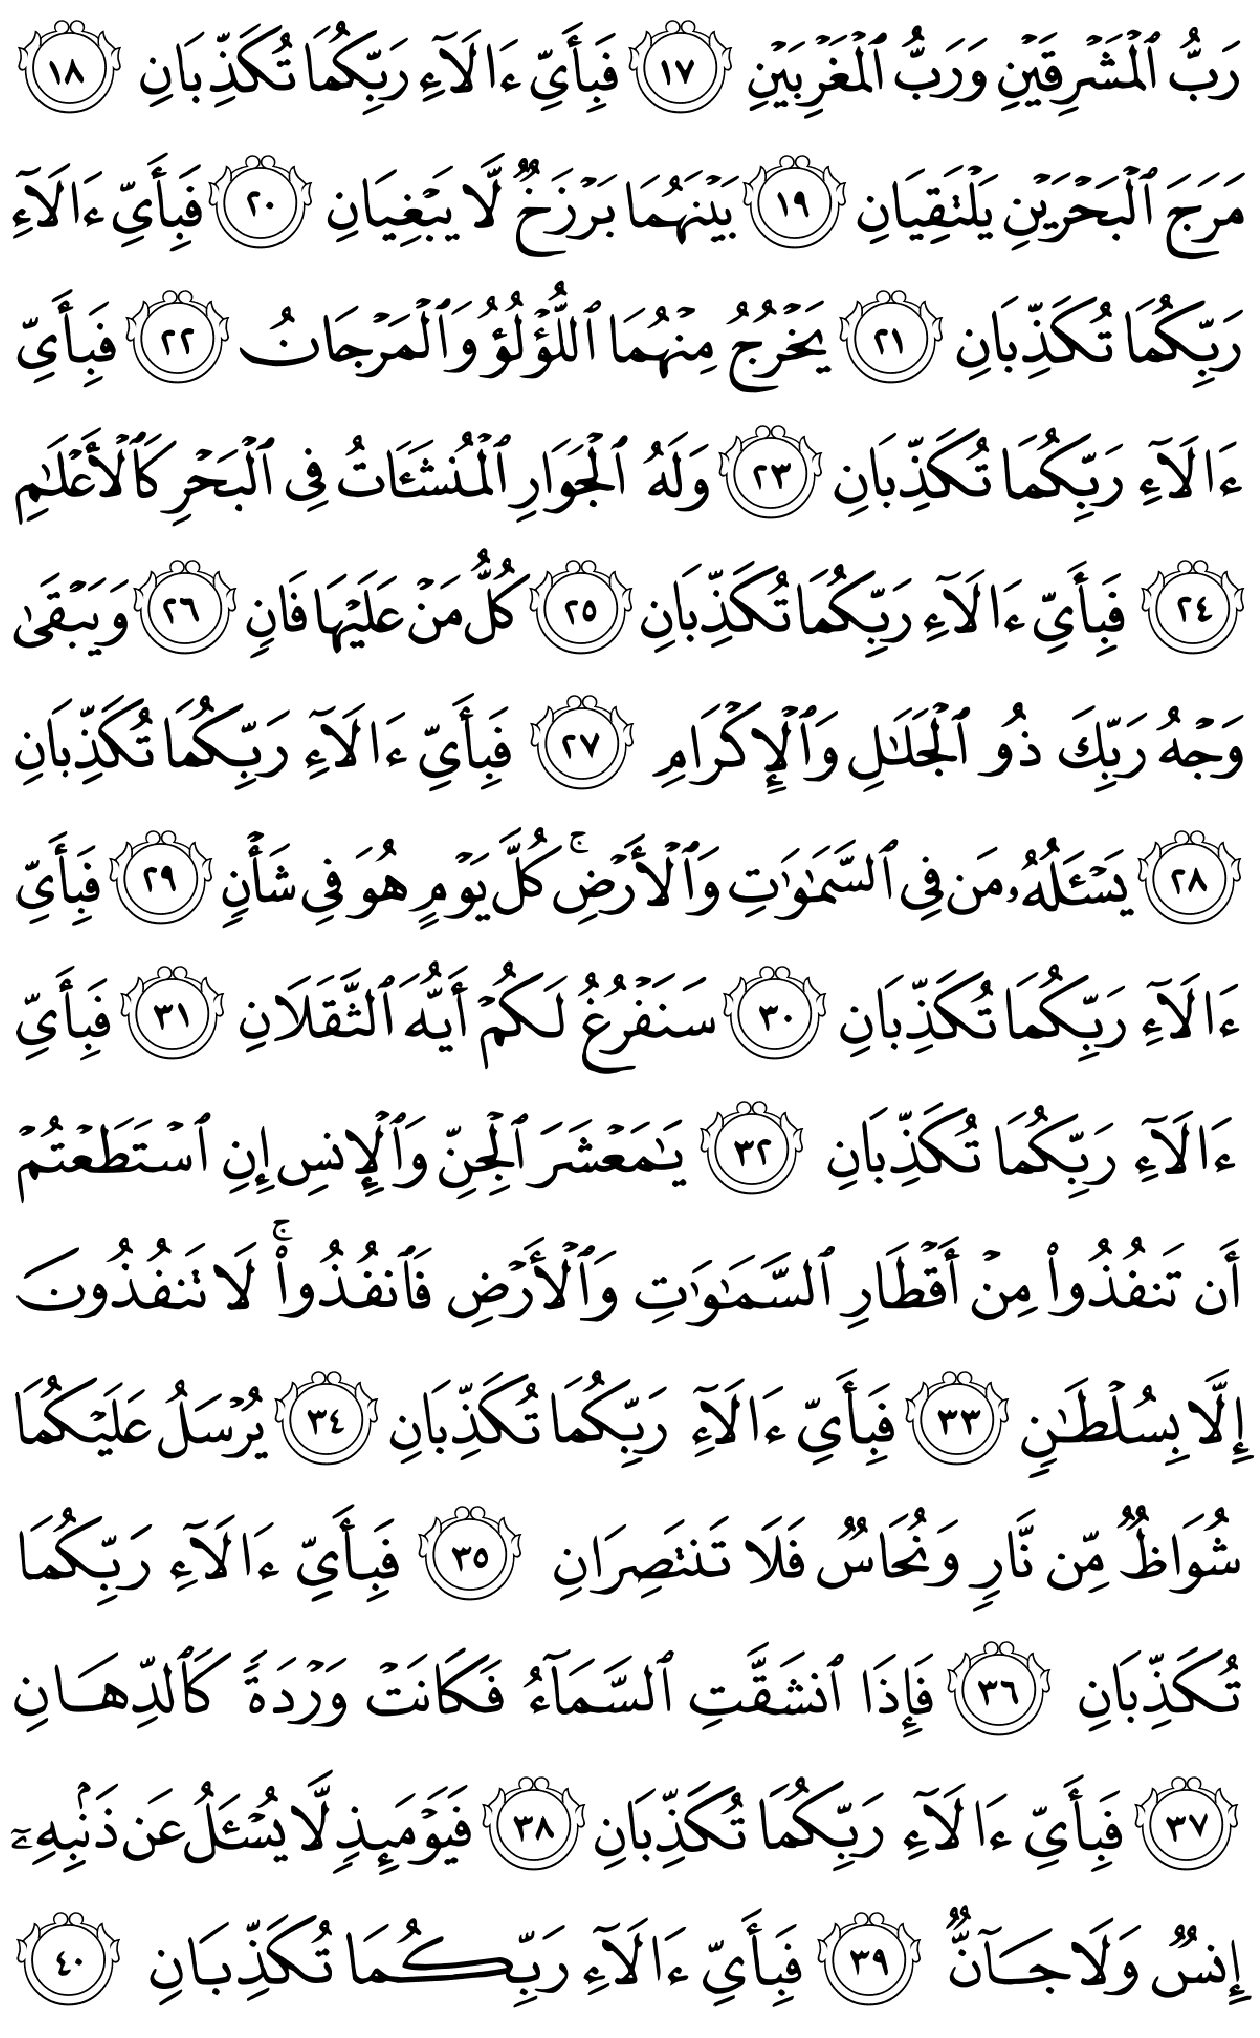 رَبُّ ٱلْمَشْرِقَيْنِ وَرَبُّ ٱلْمَغْرِبَيْنِ ١٧ فَبِأَيِّ ءَالَآءِ رَبِّكُمَا تُكَذِّبَانِ ١٨
مَرَجَ ٱلْبَحْرَيْنِ يَلْتَقِيَانِ ١٩ بَيْنَهُمَا بَرْزَخٌ لَّا يَبْغِيَانِ ٢٠ فَبِأَيِّ ءَالَآءِ
رَبِّكُمَا تُكَذِّبَانِ ٢١ يَخْرُجُ مِنْهُمَا ٱللُّؤْلُؤُ وَٱلْمَرْجَانُ ٢٢ فَبِأَيِّ
ءَالَآءِ رَبِّكُمَا تُكَذِّبَانِ ٢٣ وَلَهُ ٱلْجَوَارِ ٱلْمُنشَـَٔاتُ فِى ٱلْبَحْرِ كَٱلْأَعْلَـٰمِ
٢٤ فَبِأَيِّ ءَالَآءِ رَبِّكُمَا تُكَذِّبَانِ ٢٥ كُلُّ مَنْ عَلَيْهَا فَانٍ ٢٦ وَيَبْقَىٰ
وَجْهُ رَبِّكَ ذُو ٱلْجَلَـٰلِ وَٱلْإِكْرَامِ ٢٧ فَبِأَيِّ ءَالَآءِ رَبِّكُمَا تُكَذِّبَانِ
٢٨ يَسْـَٔلُهُۥ مَن فِى ٱلسَّمَـٰوَٰتِ وَٱلْأَرْضِ ۚ كُلَّ يَوْمٍ هُوَ فِى شَأْنٍ ٢٩ فَبِأَيِّ
ءَالَآءِ رَبِّكُمَا تُكَذِّبَانِ ٣٠ سَنَفْرُغُ لَكُمْ أَيُّهَ ٱلثَّقَلَانِ ٣١ فَبِأَيِّ
ءَالَآءِ رَبِّكُمَا تُكَذِّبَانِ ٣٢ يَـٰمَعْشَرَ ٱلْجِنِّ وَٱلْإِنسِ إِنِ ٱسْتَطَعْتُمْ
أَن تَنفُذُوا۟ مِنْ أَقْطَارِ ٱلسَّمَـٰوَٰتِ وَٱلْأَرْضِ فَٱنفُذُوا۟ ۚ لَا تَنفُذُونَ
إِلَّا بِسُلْطَـٰنٍ ٣٣ فَبِأَيِّ ءَالَآءِ رَبِّكُمَا تُكَذِّبَانِ ٣٤ يُرْسَلُ عَلَيْكُمَا
شُوَاظٌ مِّن نَّارٍ وَنُحَاسٌ فَلَا تَنتَصِرَانِ ٣٥ فَبِأَيِّ ءَالَآءِ رَبِّكُمَا
تُكَذِّبَانِ ٣٦ فَإِذَا ٱنشَقَّتِ ٱلسَّمَآءُ فَكَانَتْ وَرْدَةً كَٱلدِّهَانِ
٣٧ فَبِأَيِّ ءَالَآءِ رَبِّكُمَا تُكَذِّبَانِ ٣٨ فَيَوْمَئِذٍ لَّا يُسْـَٔلُ عَن ذَنۢبِهِۦٓ
إِنسٌ وَلَا جَآنٌّ ٣٩ فَبِأَيِّ ءَالَآءِ رَبِّكُمَا تُكَذِّبَانِ ٤٠